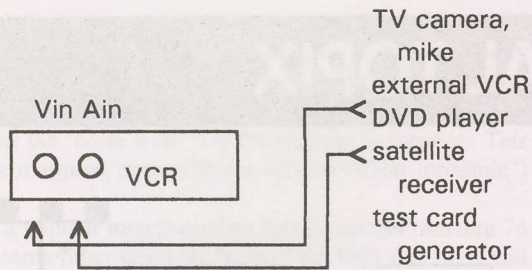 TV camera,
mike
external VCR
DVD player
satellite
receiver
test card
generator
Vin Ain
VCR